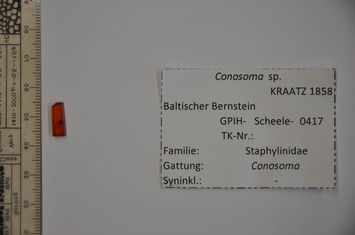 Conosoma sp.
KRAATZ 1858
Baltischer Bernstein
GPIH- Scheele- 0417
TK-Nr.:
Familie: Staphylinidae
Gattung: Conosoma
Syninkl.: -